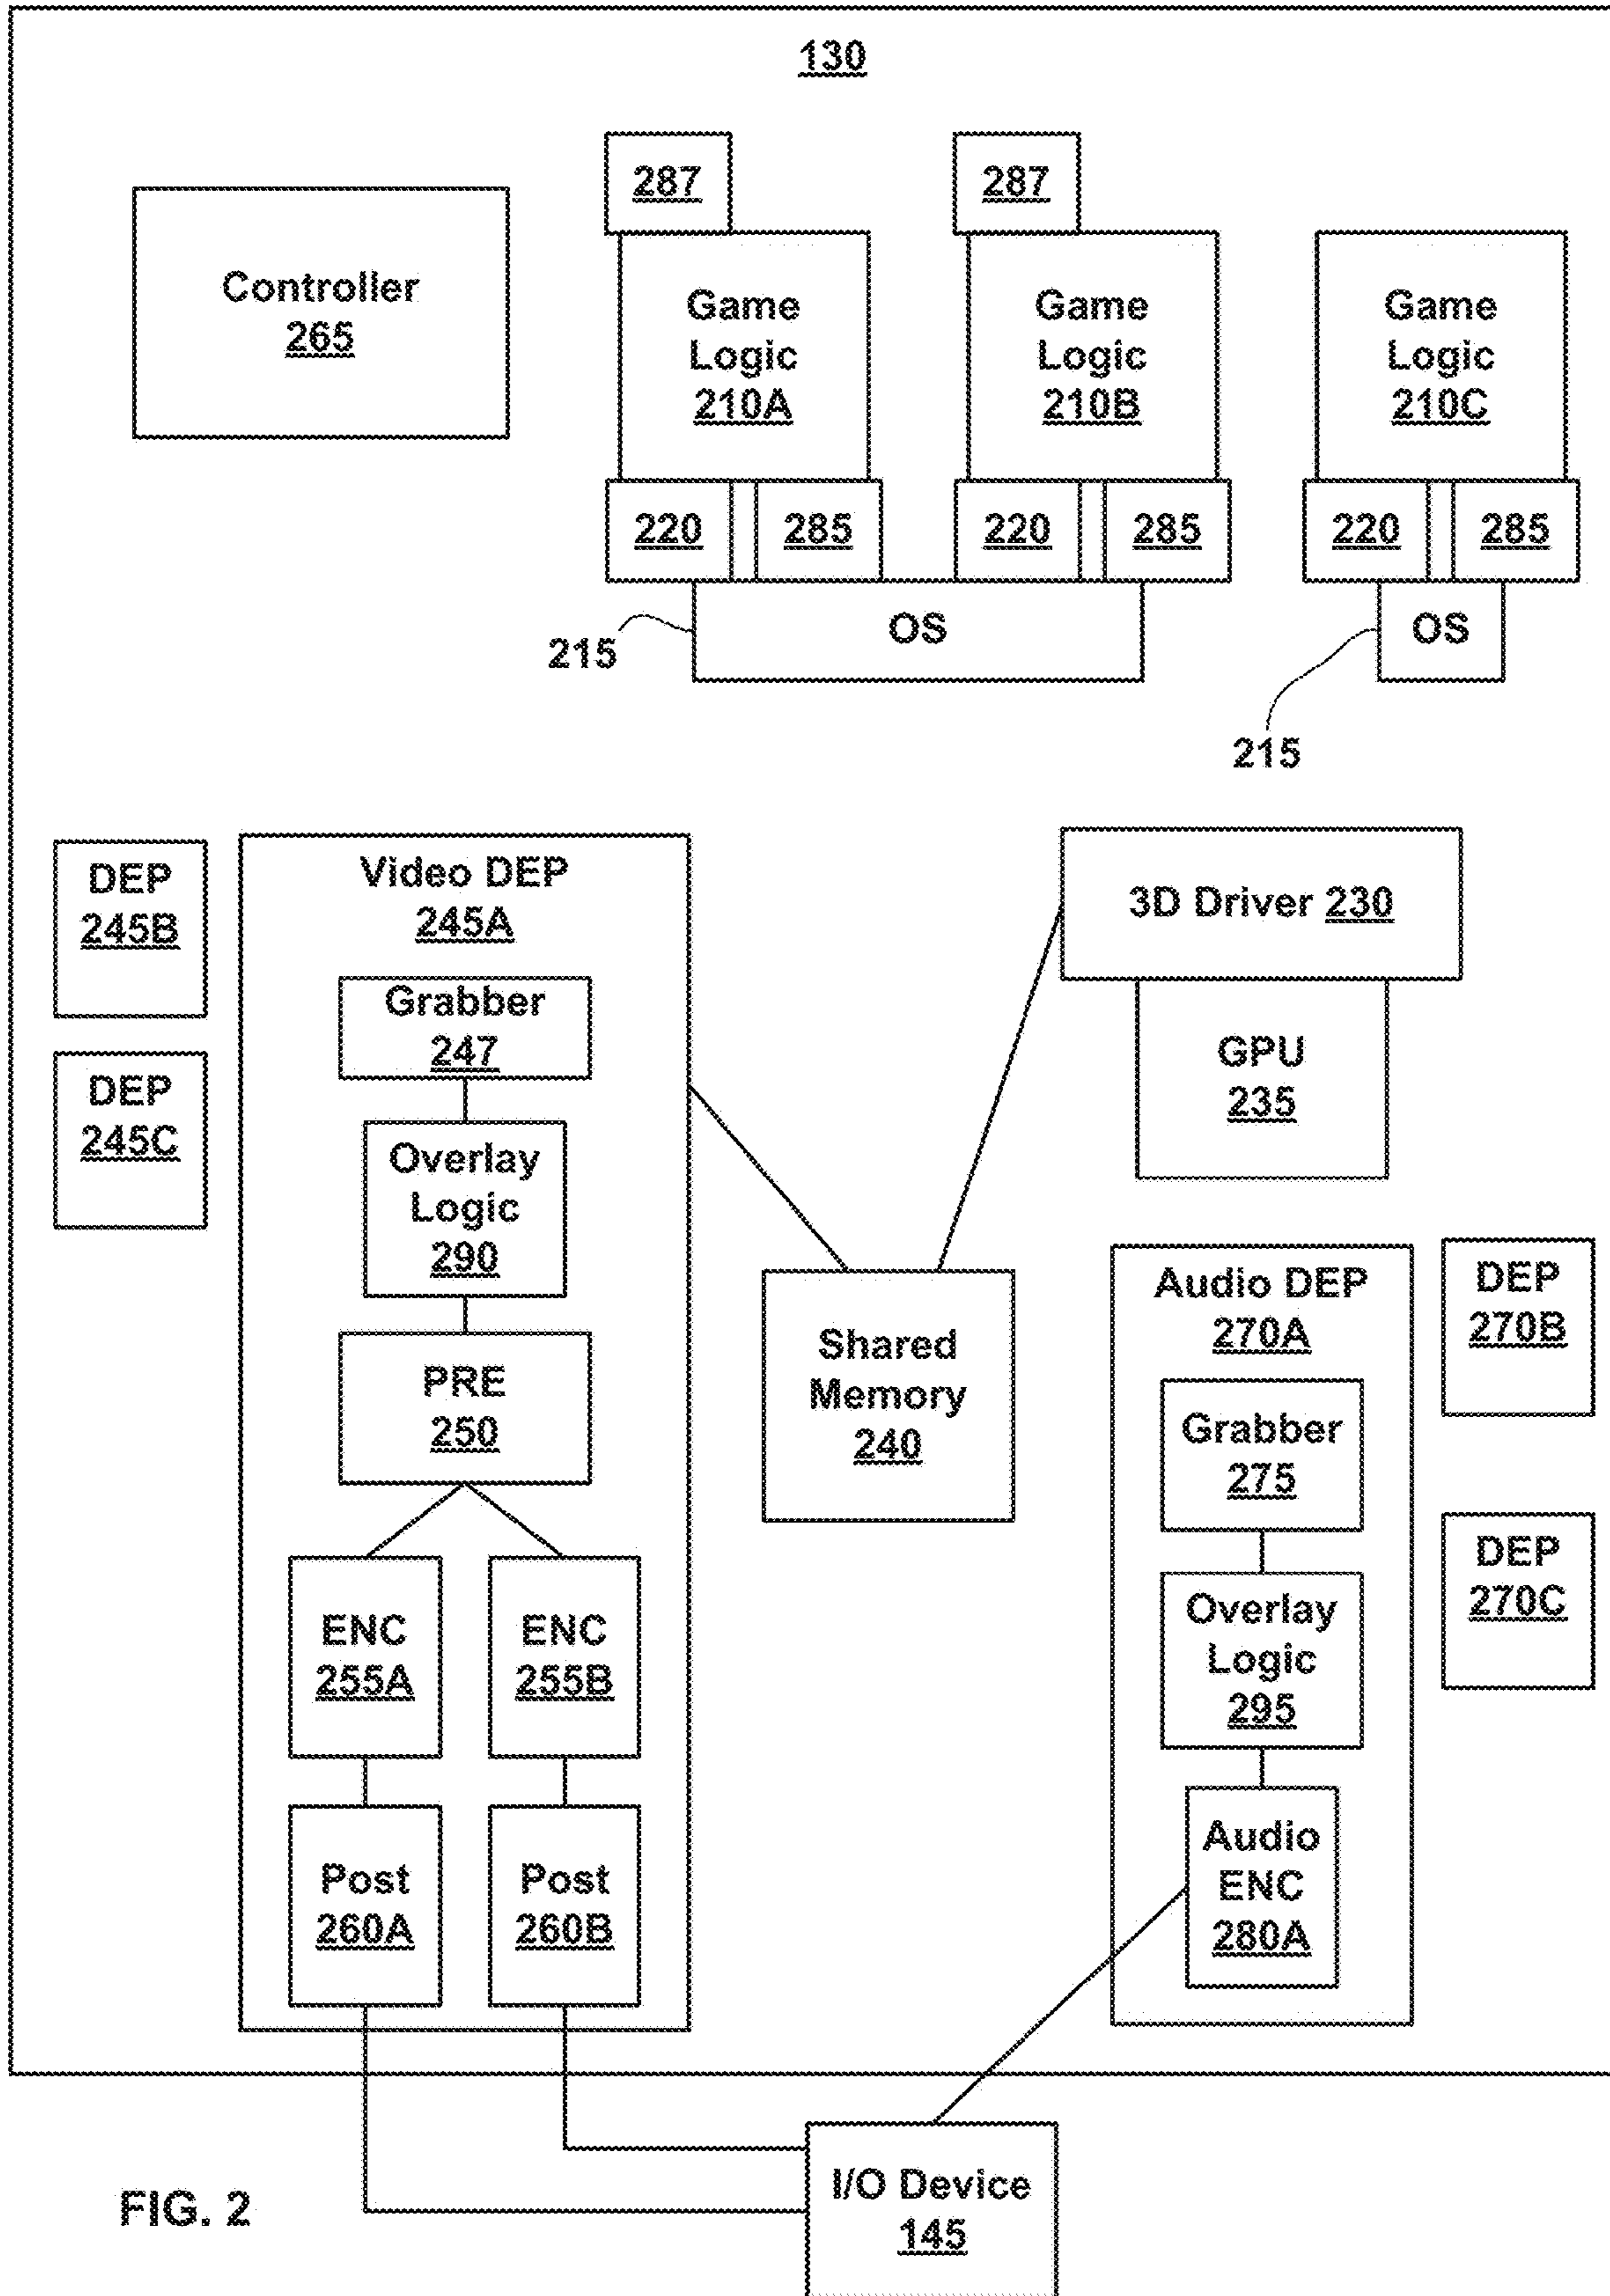 130
287
287
Controller
265
Game
Logic
210A
Game
Logic
210B
Game
Logic
210C
220
285
220
285
220
285
OS
OS
215
215
DEP
245B
DEP
245C
Video DEP
245A
Grabber
247
Overlay
Logic
290
PRE
250
ENC
255A
ENC
255B
Post
260A
Post
260B
3D Driver 230
GPU
235
Shared
Memory
240
Audio DEP
270A
Grabber
275
Overlay
Logic
295
Audio
ENC
280A
DEP
270B
DEP
270C
I/O Device
145
FIG. 2